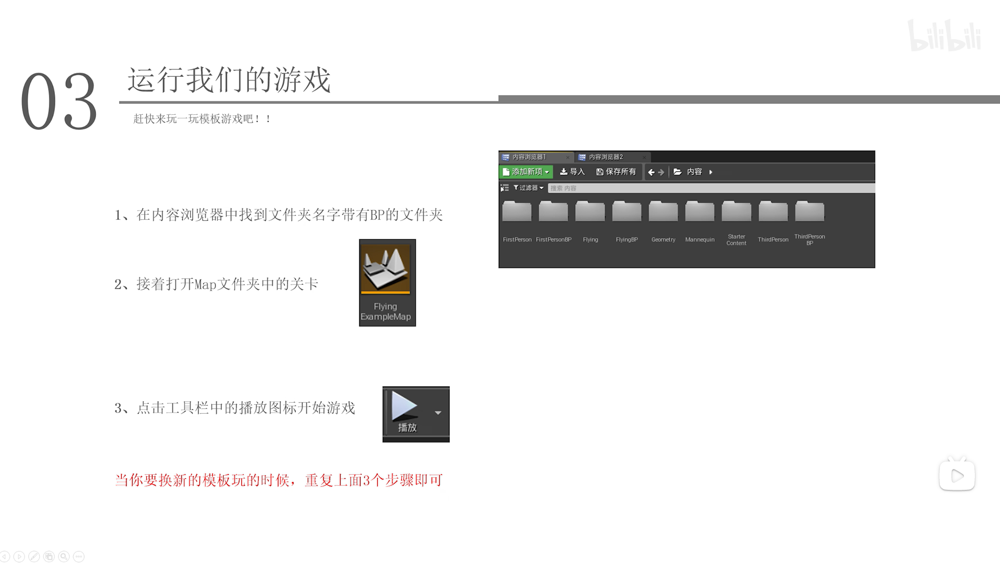 bilibili
03
运行我们的游戏
赶快来玩一玩模板游戏吧！！
1、在内容浏览器中找到文件夹名字带有BP的文件夹
2、接着打开Map文件夹中的关卡
Flying
ExampleMap
3、点击工具栏中的播放图标开始游戏
播放
当你要换新的模板玩的时候，重复上面3个步骤即可
内容浏览器1 内容浏览器2
添加新项 导入 保存所有 内容
过滤器 搜索 内容
FirstPerson FirstPersonBP Flying FlyingBP Geometry Mannequin Starter Content ThirdPerson ThirdPerson BP